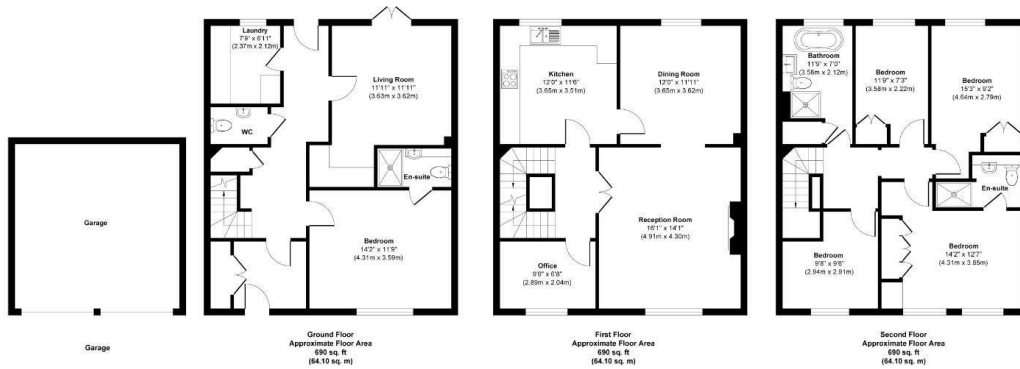 Garage
Garage
Laundry
7'9" x 6'11"
(2.37m x 2.12m)
WC
Living Room
11'11" x 11'11"
(3.63m x 3.62m)
En-suite
Bedroom
14'2" x 11'9"
(4.31m x 3.59m)
Ground Floor
Approximate Floor Area
690 sq. ft
(64.10 sq. m)
Kitchen
12'0" x 11'6"
(3.65m x 3.51m)
Dining Room
12'0" x 11'11"
(3.65m x 3.62m)
Reception Room
16'1" x 14'1"
(4.91m x 4.30m)
Office
9'6" x 6'8"
(2.89m x 2.04m)
First Floor
Approximate Floor Area
690 sq. ft
(64.10 sq. m)
Bathroom
11'9" x 7'0"
(3.58m x 2.12m)
Bedroom
11'9" x 7'3"
(3.58m x 2.22m)
Bedroom
15'3" x 9'2"
(4.64m x 2.79m)
En-suite
Bedroom
9'8" x 9'6"
(2.94m x 2.91m)
Bedroom
14'2" x 12'7"
(4.31m x 3.85m)
Second Floor
Approximate Floor Area
690 sq. ft
(64.10 sq. m)